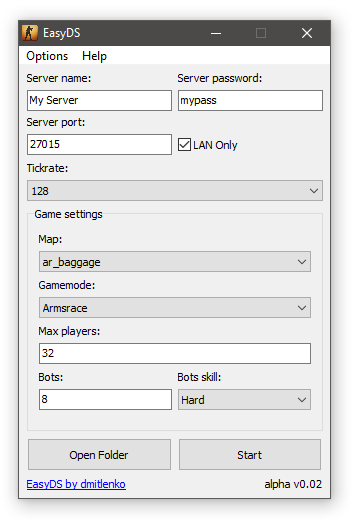 EasyDS
Options Help
Server name: Server password:
My Server mypass
Server port:
27015 LAN Only
Tickrate:
128
Game settings
Map:
ar_baggage
Gamemode:
Armsrace
Max players:
32
Bots: Bots skill:
8 Hard
Open Folder Start
EasyDS by dmitlenko alpha v0.02